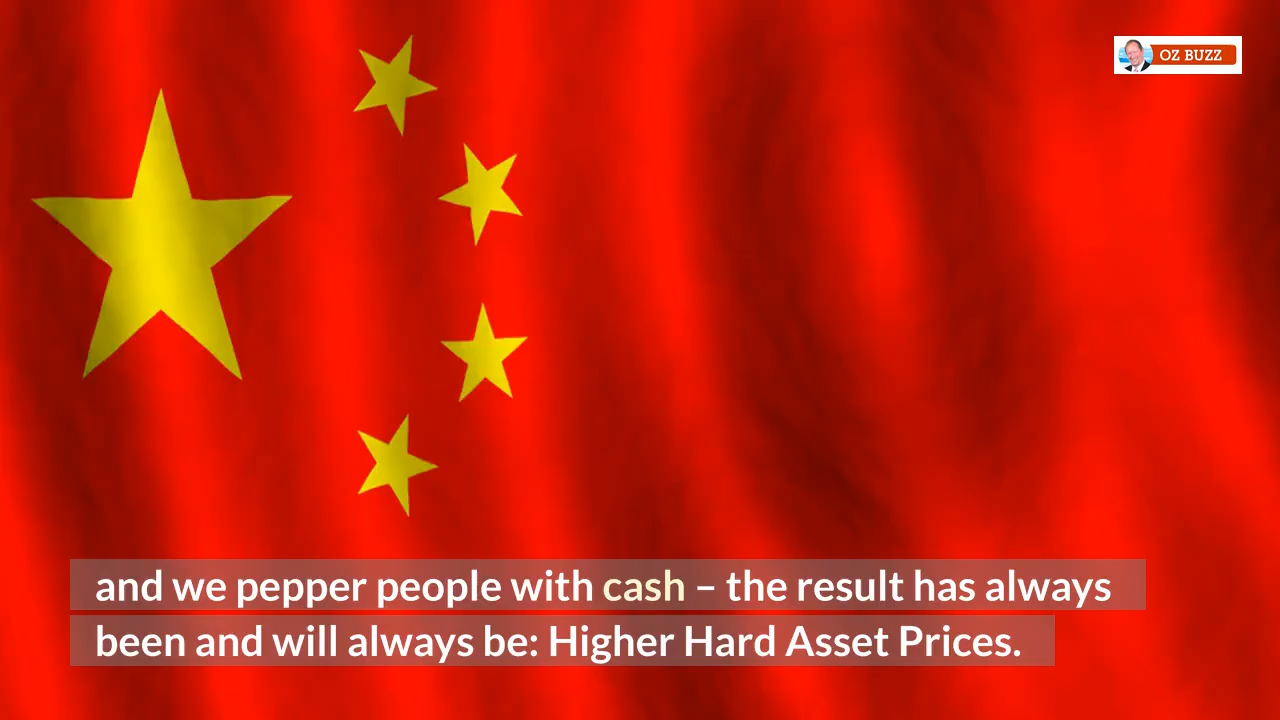 OZ BUZZ
and we pepper people with cash – the result has always
been and will always be: Higher Hard Asset Prices.